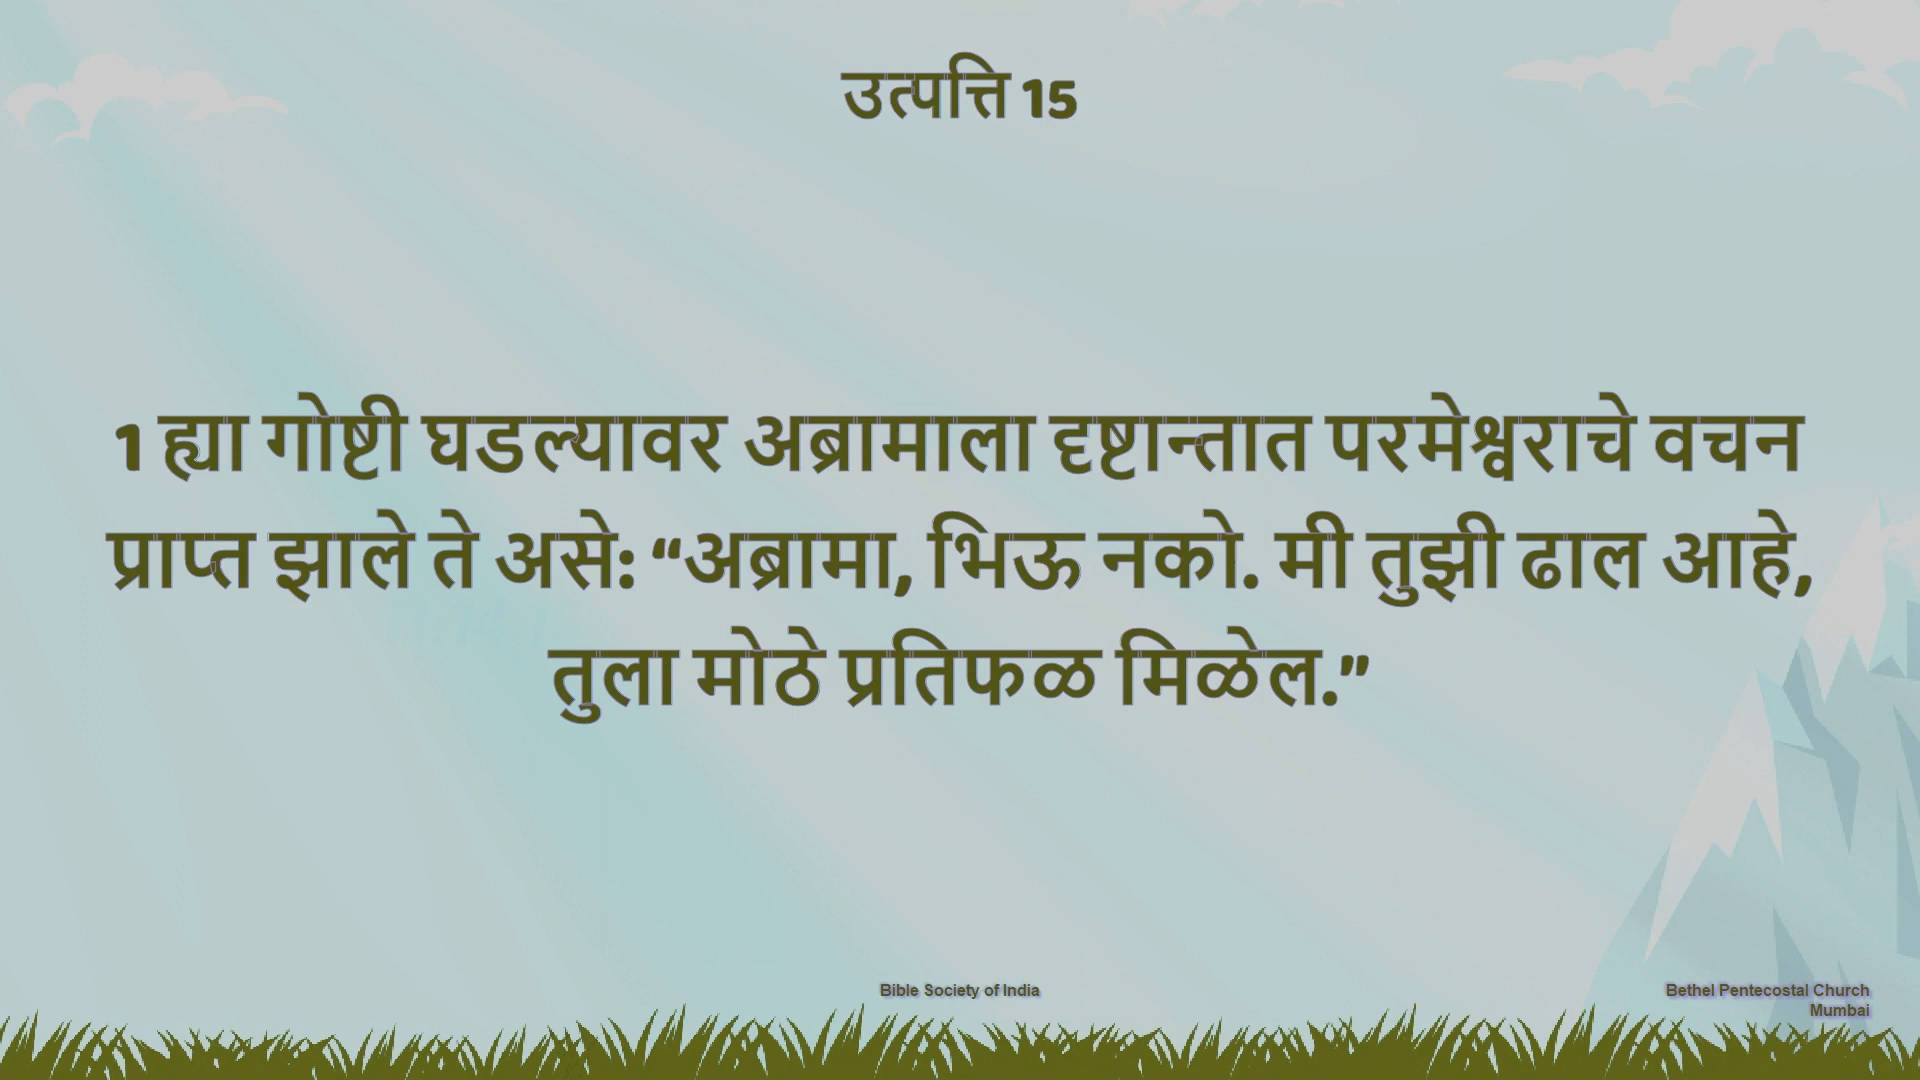 उत्पत्ति 15
1 ह्या गोष्टी घडल्यावर अब्रामाला दृष्टान्तात परमेश्वराचे वचन
प्राप्त झाले ते असे: “अब्रामा, भिऊ नको. मी तुझी ढाल आहे,
तुला मोठे प्रतिफळ मिळेल.”
Bible Society of India
Bethel Pentecostal Church
Mumbai